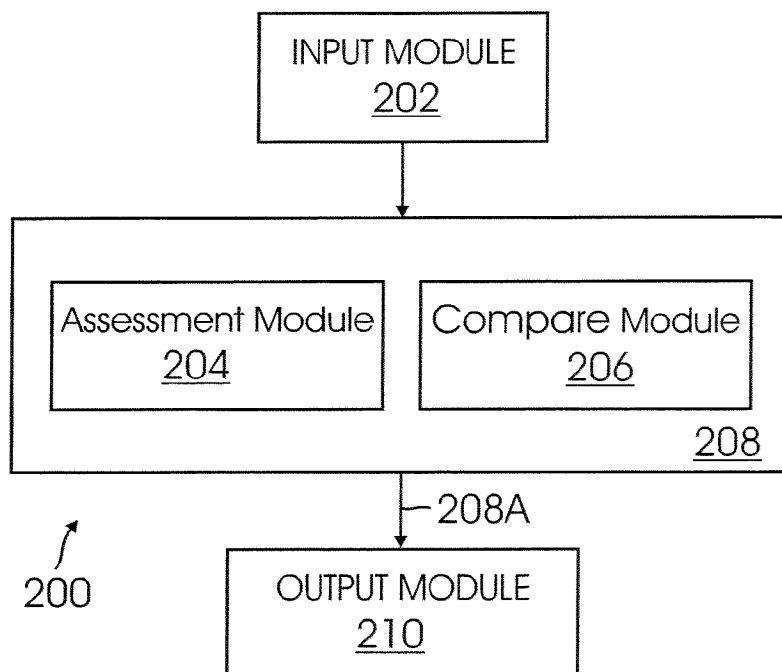 INPUT MODULE
202
Assessment Module
204
Compare Module
206
208
208A
200
OUTPUT MODULE
210